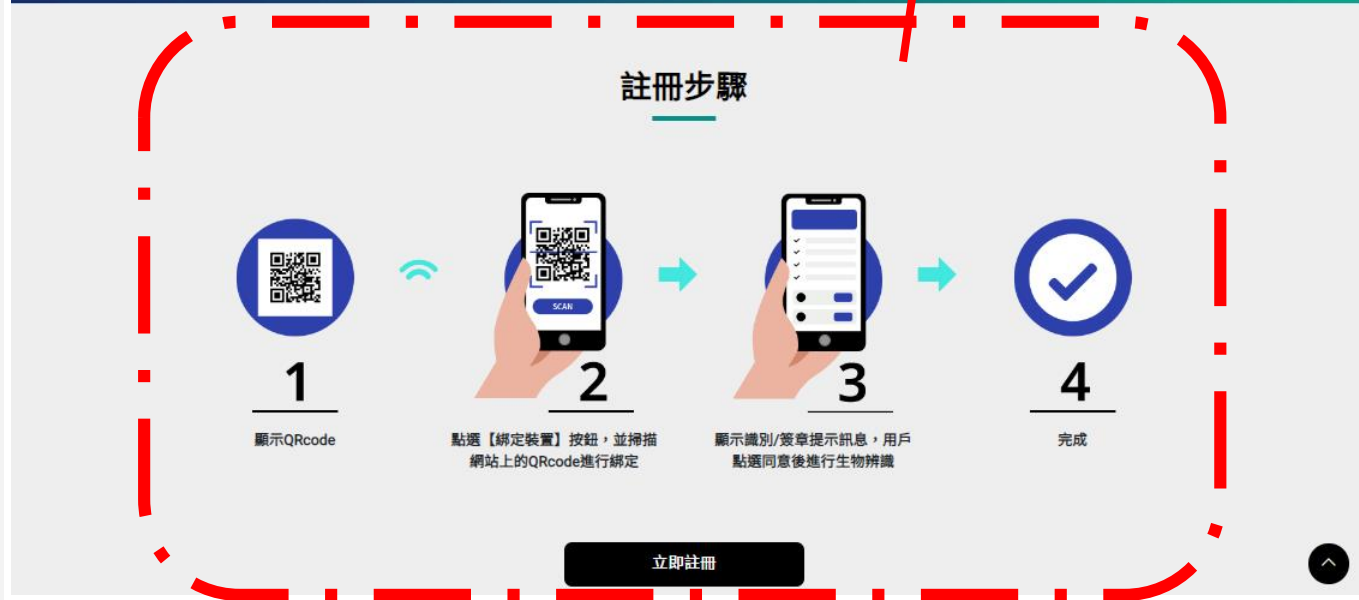 註冊步驟
SCAN
1
2
3
4
顯示QRcode
點選【綁定裝置】按鈕，並掃描
網站上的QRcode進行綁定
顯示識別/簽章提示訊息，用戶
點選同意後進行生物辨識
完成
立即註冊